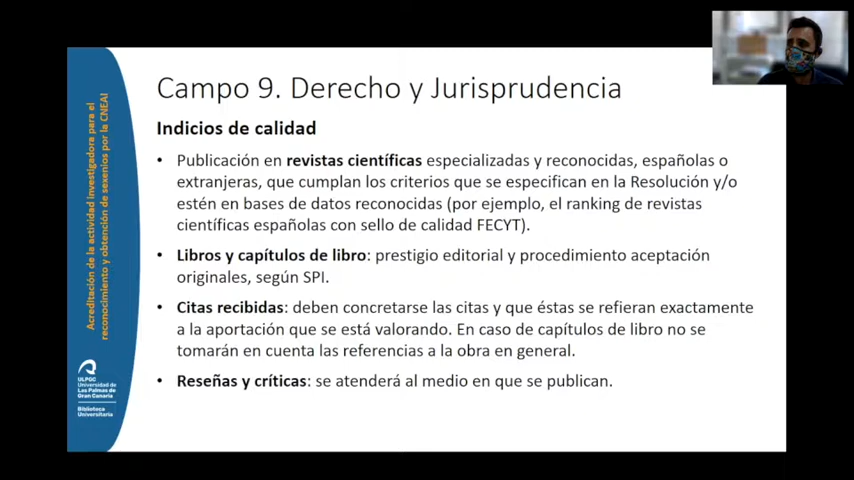 Campo 9. Derecho y Jurisprudencia
Indicios de calidad
• Publicación en revistas científicas especializadas y reconocidas, españolas o
extranjeras, que cumplan los criterios que se especifican en la Resolución y/o
estén en bases de datos reconocidas (por ejemplo, el ranking de revistas
científicas españolas con sello de calidad FECYT).
• Libros y capítulos de libro: prestigio editorial y procedimiento aceptación
originales, según SPI.
• Citas recibidas: deben concretarse las citas y que éstas se refieran exactamente
a la aportación que se está valorando. En caso de capítulos de libro no se
tomarán en cuenta las referencias a la obra en general.
• Reseñas y críticas: se atenderá al medio en que se publican.
Acreditación de la actividad investigadora para el
reconocimiento y obtención de sexenios por la CNEAI
ULPGC
Universidad de
Las Palmas de
Gran Canaria
Biblioteca
Universitaria